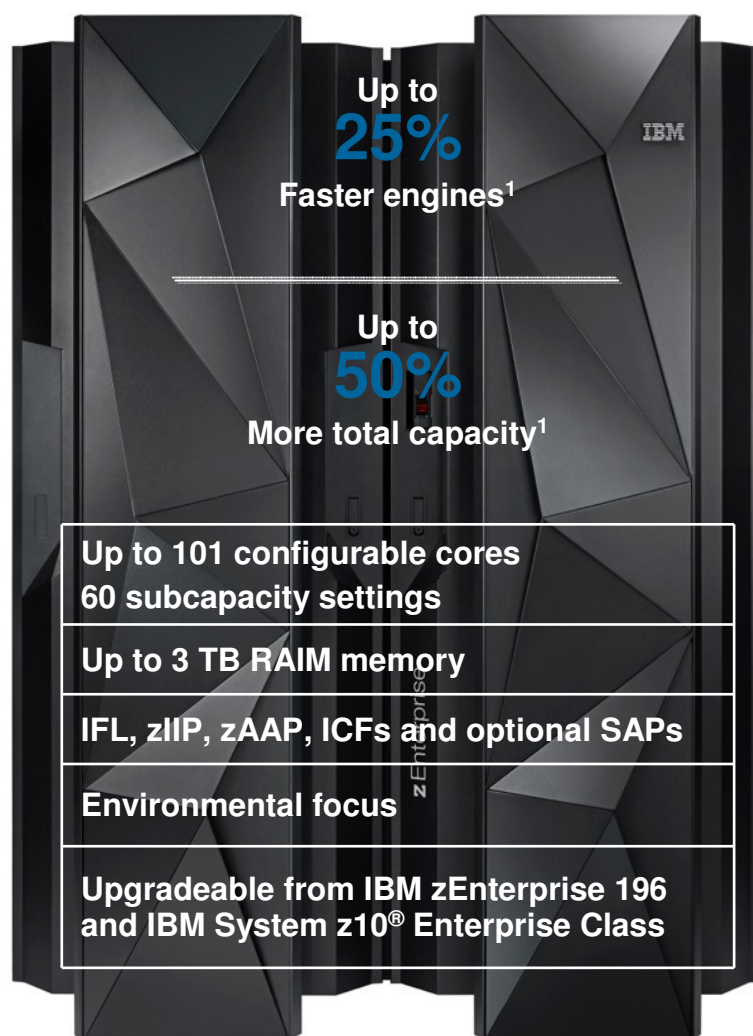 Up to
25%
IBM
Faster engines¹
Up to
50%
More total capacity¹
Up to 101 configurable cores
60 subcapacity settings
Up to 3 TB RAIM memory
IFL, zIIP, zAAP, ICFs and optional SAPs
zEnterprise
Environmental focus
Upgradeable from IBM zEnterprise 196
and IBM System z10® Enterprise Class